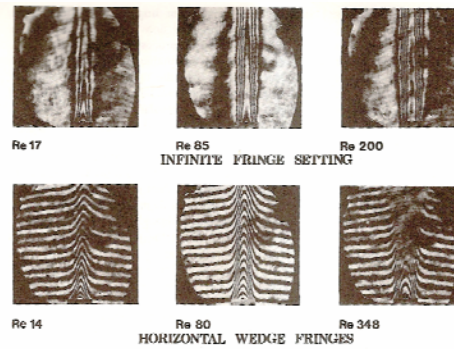 Re 17 Re 85 Re 200
INFINITE FRINGE SETTING
Re 14 Re 80 Re 348
HORIZONTAL WEDGE FRINGES